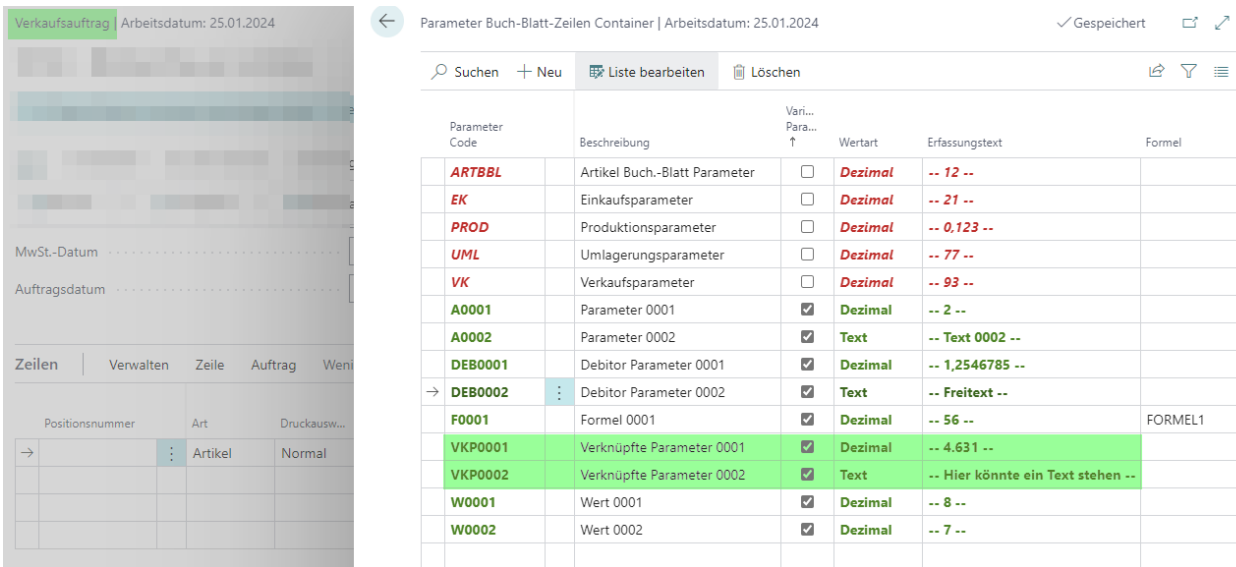 Verkaufsauftrag | Arbeitsdatum: 25.01.2024
MwSt.-Datum
Auftragsdatum
Zeilen Verwalten Zeile Auftrag Weni
Positionsnummer Art Druckausw...
Artikel Normal
Parameter Buch-Blatt-Zeilen Container | Arbeitsdatum: 25.01.2024 Gespeichert
Suchen Neu Liste bearbeiten Löschen
Parameter Code Beschreibung Vari... Para... ↑ Wertart Erfassungstext Formel
ARTBBL Artikel Buch.-Blatt Parameter Dezimal -- 12 --
EK Einkaufsparameter Dezimal -- 21 --
PROD Produktionsparameter Dezimal -- 0,123 --
UML Umlagerungsparameter Dezimal -- 77 --
VK Verkaufsparameter Dezimal -- 93 --
A0001 Parameter 0001 Dezimal -- 2 --
A0002 Parameter 0002 Text -- Text 0002 --
DEB0001 Debitor Parameter 0001 Dezimal -- 1,2546785 --
DEB0002 Debitor Parameter 0002 Text -- Freitext --
F0001 Formel 0001 Dezimal -- 56 -- FORMEL1
VKP0001 Verknüpfte Parameter 0001 Dezimal -- 4.631 --
VKP0002 Verknüpfte Parameter 0002 Text -- Hier könnte ein Text stehen --
W0001 Wert 0001 Dezimal -- 8 --
W0002 Wert 0002 Dezimal -- 7 --